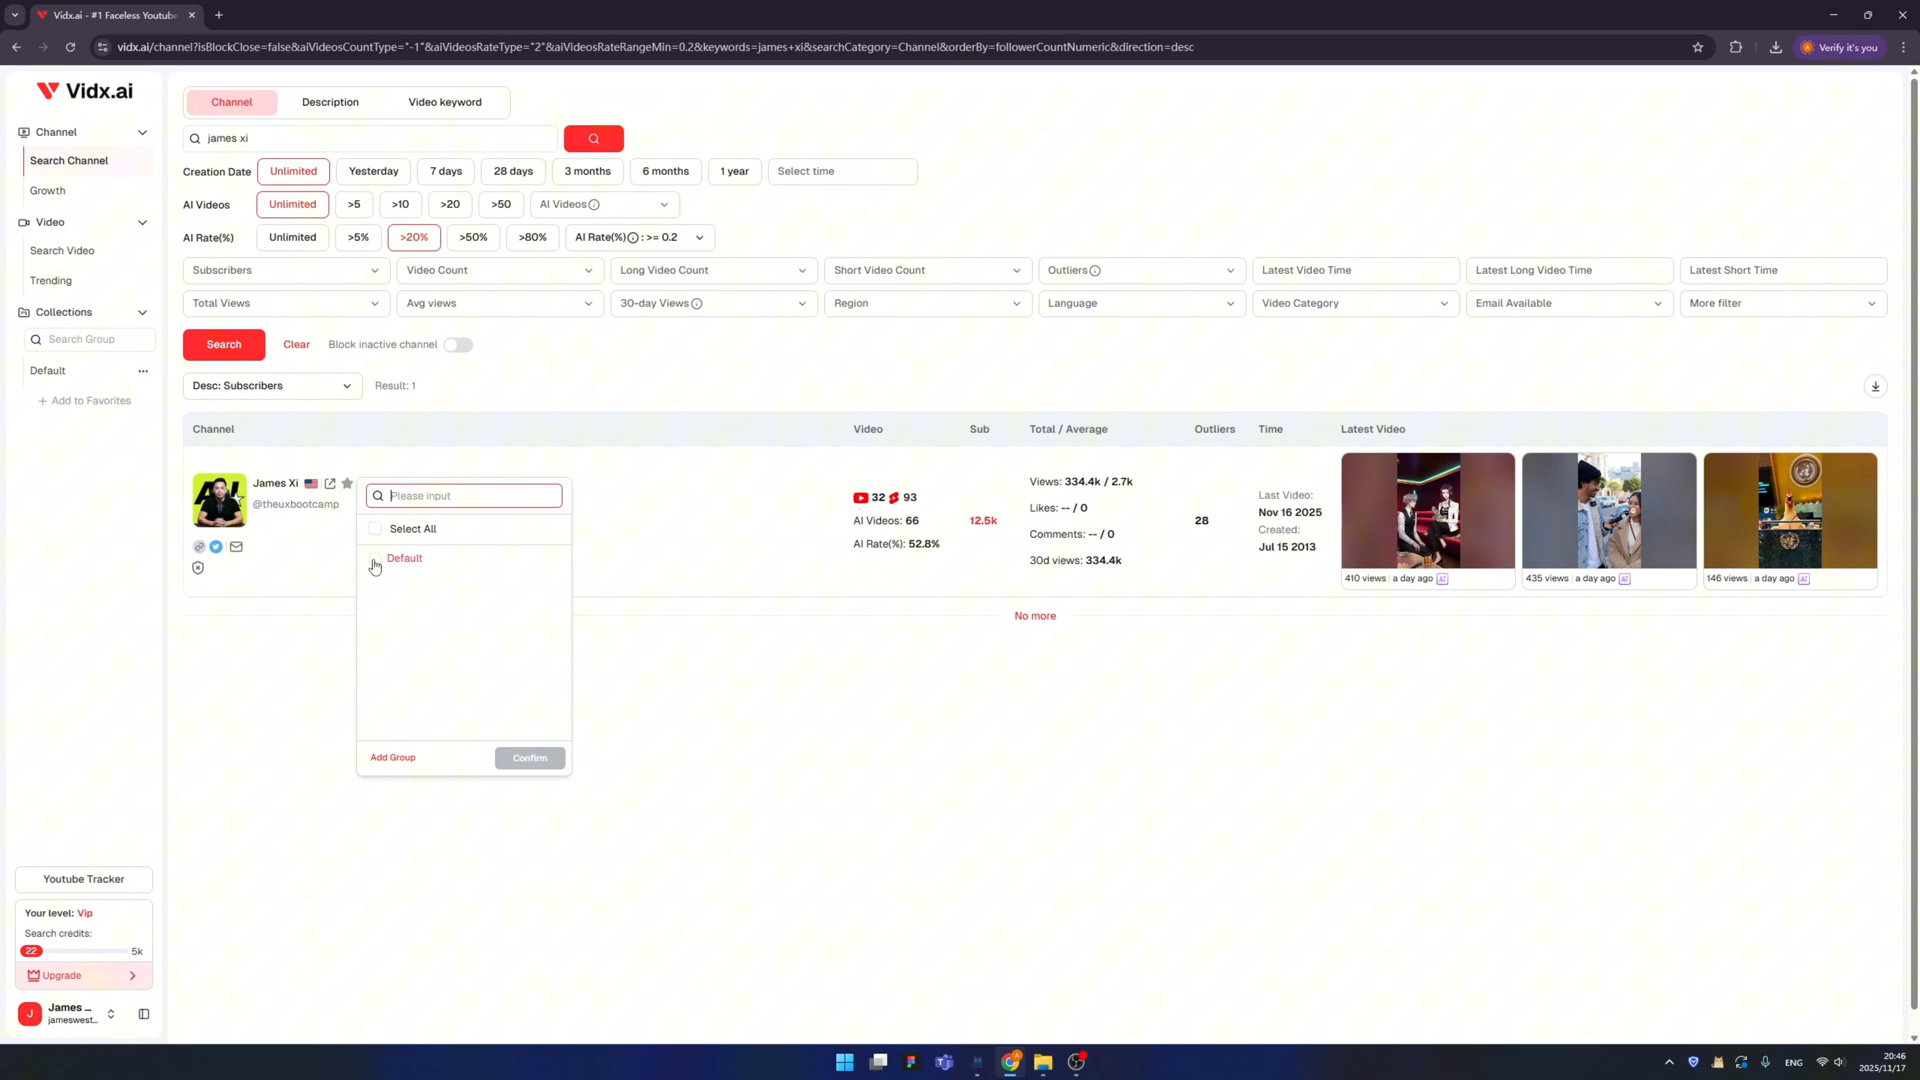 Vidx.ai - #1 Faceless Youtube
vidx.ai/channel?isBlockClose=false&aiVideosCountType="-1"&aiVideosRateType="2"&aiVideosRateRangeMin=0.2&keywords=james+xi&searchCategory=Channel&orderBy=followerCountNumeric&direction=desc
Verify it's you
Vidx.ai
Channel
Search Channel
Growth
Video
Search Video
Trending
Collections
Search Group
Default
+ Add to Favorites
Channel Description Video keyword
james xi
Creation Date Unlimited Yesterday 7 days 28 days 3 months 6 months 1 year Select time
AI Videos Unlimited >5 >10 >20 >50 AI Videos
AI Rate(%) Unlimited >5% >20% >50% >80% AI Rate(%) : >= 0.2
Subscribers Video Count Long Video Count Short Video Count Outliers Latest Video Time Latest Long Video Time Latest Short Time
Total Views Avg views 30-day Views Region Language Video Category Email Available More filter
Search Clear Block inactive channel
Desc: Subscribers Result: 1
Channel Video Sub Total / Average Outliers Time Latest Video
James Xi
@theuxbootcamp
Please input
Select All
Default
Add Group Confirm
32 93
AI Videos: 66
AI Rate(%): 52.8%
12.5k
Views: 334.4k / 2.7k
Likes: -- / 0
Comments: -- / 0
30d views: 334.4k
28
Last Video:
Nov 16 2025
Created:
Jul 15 2013
410 views a day ago AI
435 views a day ago AI
146 views a day ago AI
No more
Youtube Tracker
Your level: Vip
Search credits:
22 5k
Upgrade
J
James ...
jameswest...
ENG
20:46
2025/11/17